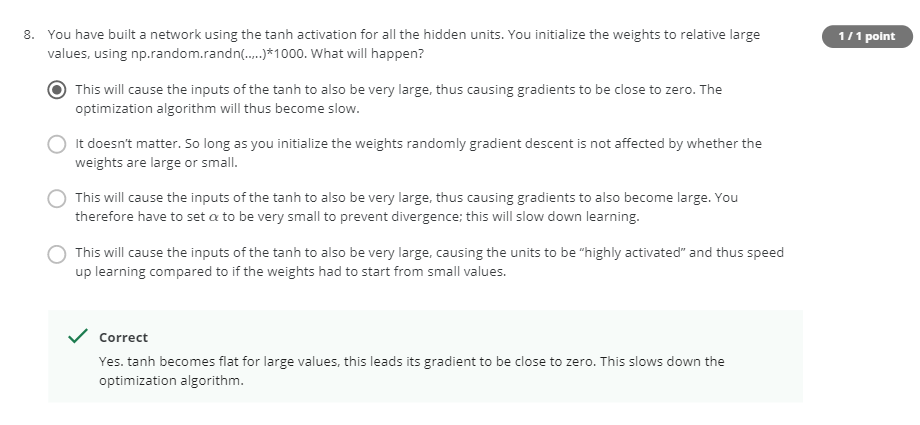 8. You have built a network using the tanh activation for all the hidden units. You initialize the weights to relative large
1 / 1 point
values, using np.random.randn(..,..)*1000. What will happen?
This will cause the inputs of the tanh to also be very large, thus causing gradients to be close to zero. The
optimization algorithm will thus become slow.
It doesn't matter. So long as you initialize the weights randomly gradient descent is not affected by whether the
weights are large or small.
This will cause the inputs of the tanh to also be very large, thus causing gradients to also become large. You
therefore have to set α to be very small to prevent divergence; this will slow down learning.
This will cause the inputs of the tanh to also be very large, causing the units to be “highly activated” and thus speed
up learning compared to if the weights had to start from small values.
Correct
Yes. tanh becomes flat for large values, this leads its gradient to be close to zero. This slows down the
optimization algorithm.